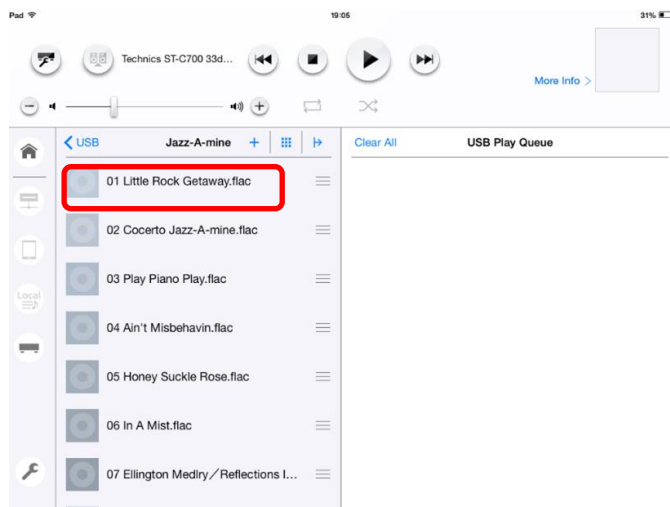 Pad 19:05 31%
Technics ST-C700 33d...
More Info >
USB Jazz-A-mine + Clear All USB Play Queue
01 Little Rock Getaway.flac
02 Cocerto Jazz-A-mine.flac
03 Play Piano Play.flac
Local
04 Ain't Misbehavin.flac
05 Honey Suckle Rose.flac
06 In A Mist.flac
07 Ellington Medlry／Reflections I...